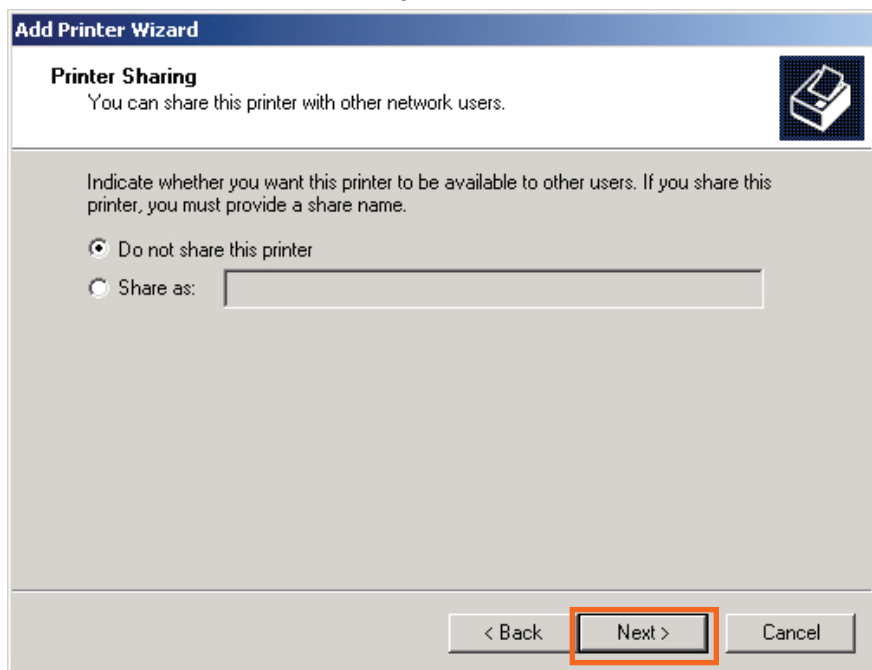 Add Printer Wizard
Printer Sharing
You can share this printer with other network users.
Indicate whether you want this printer to be available to other users. If you share this
printer, you must provide a share name.
Do not share this printer
Share as:
< Back Next > Cancel